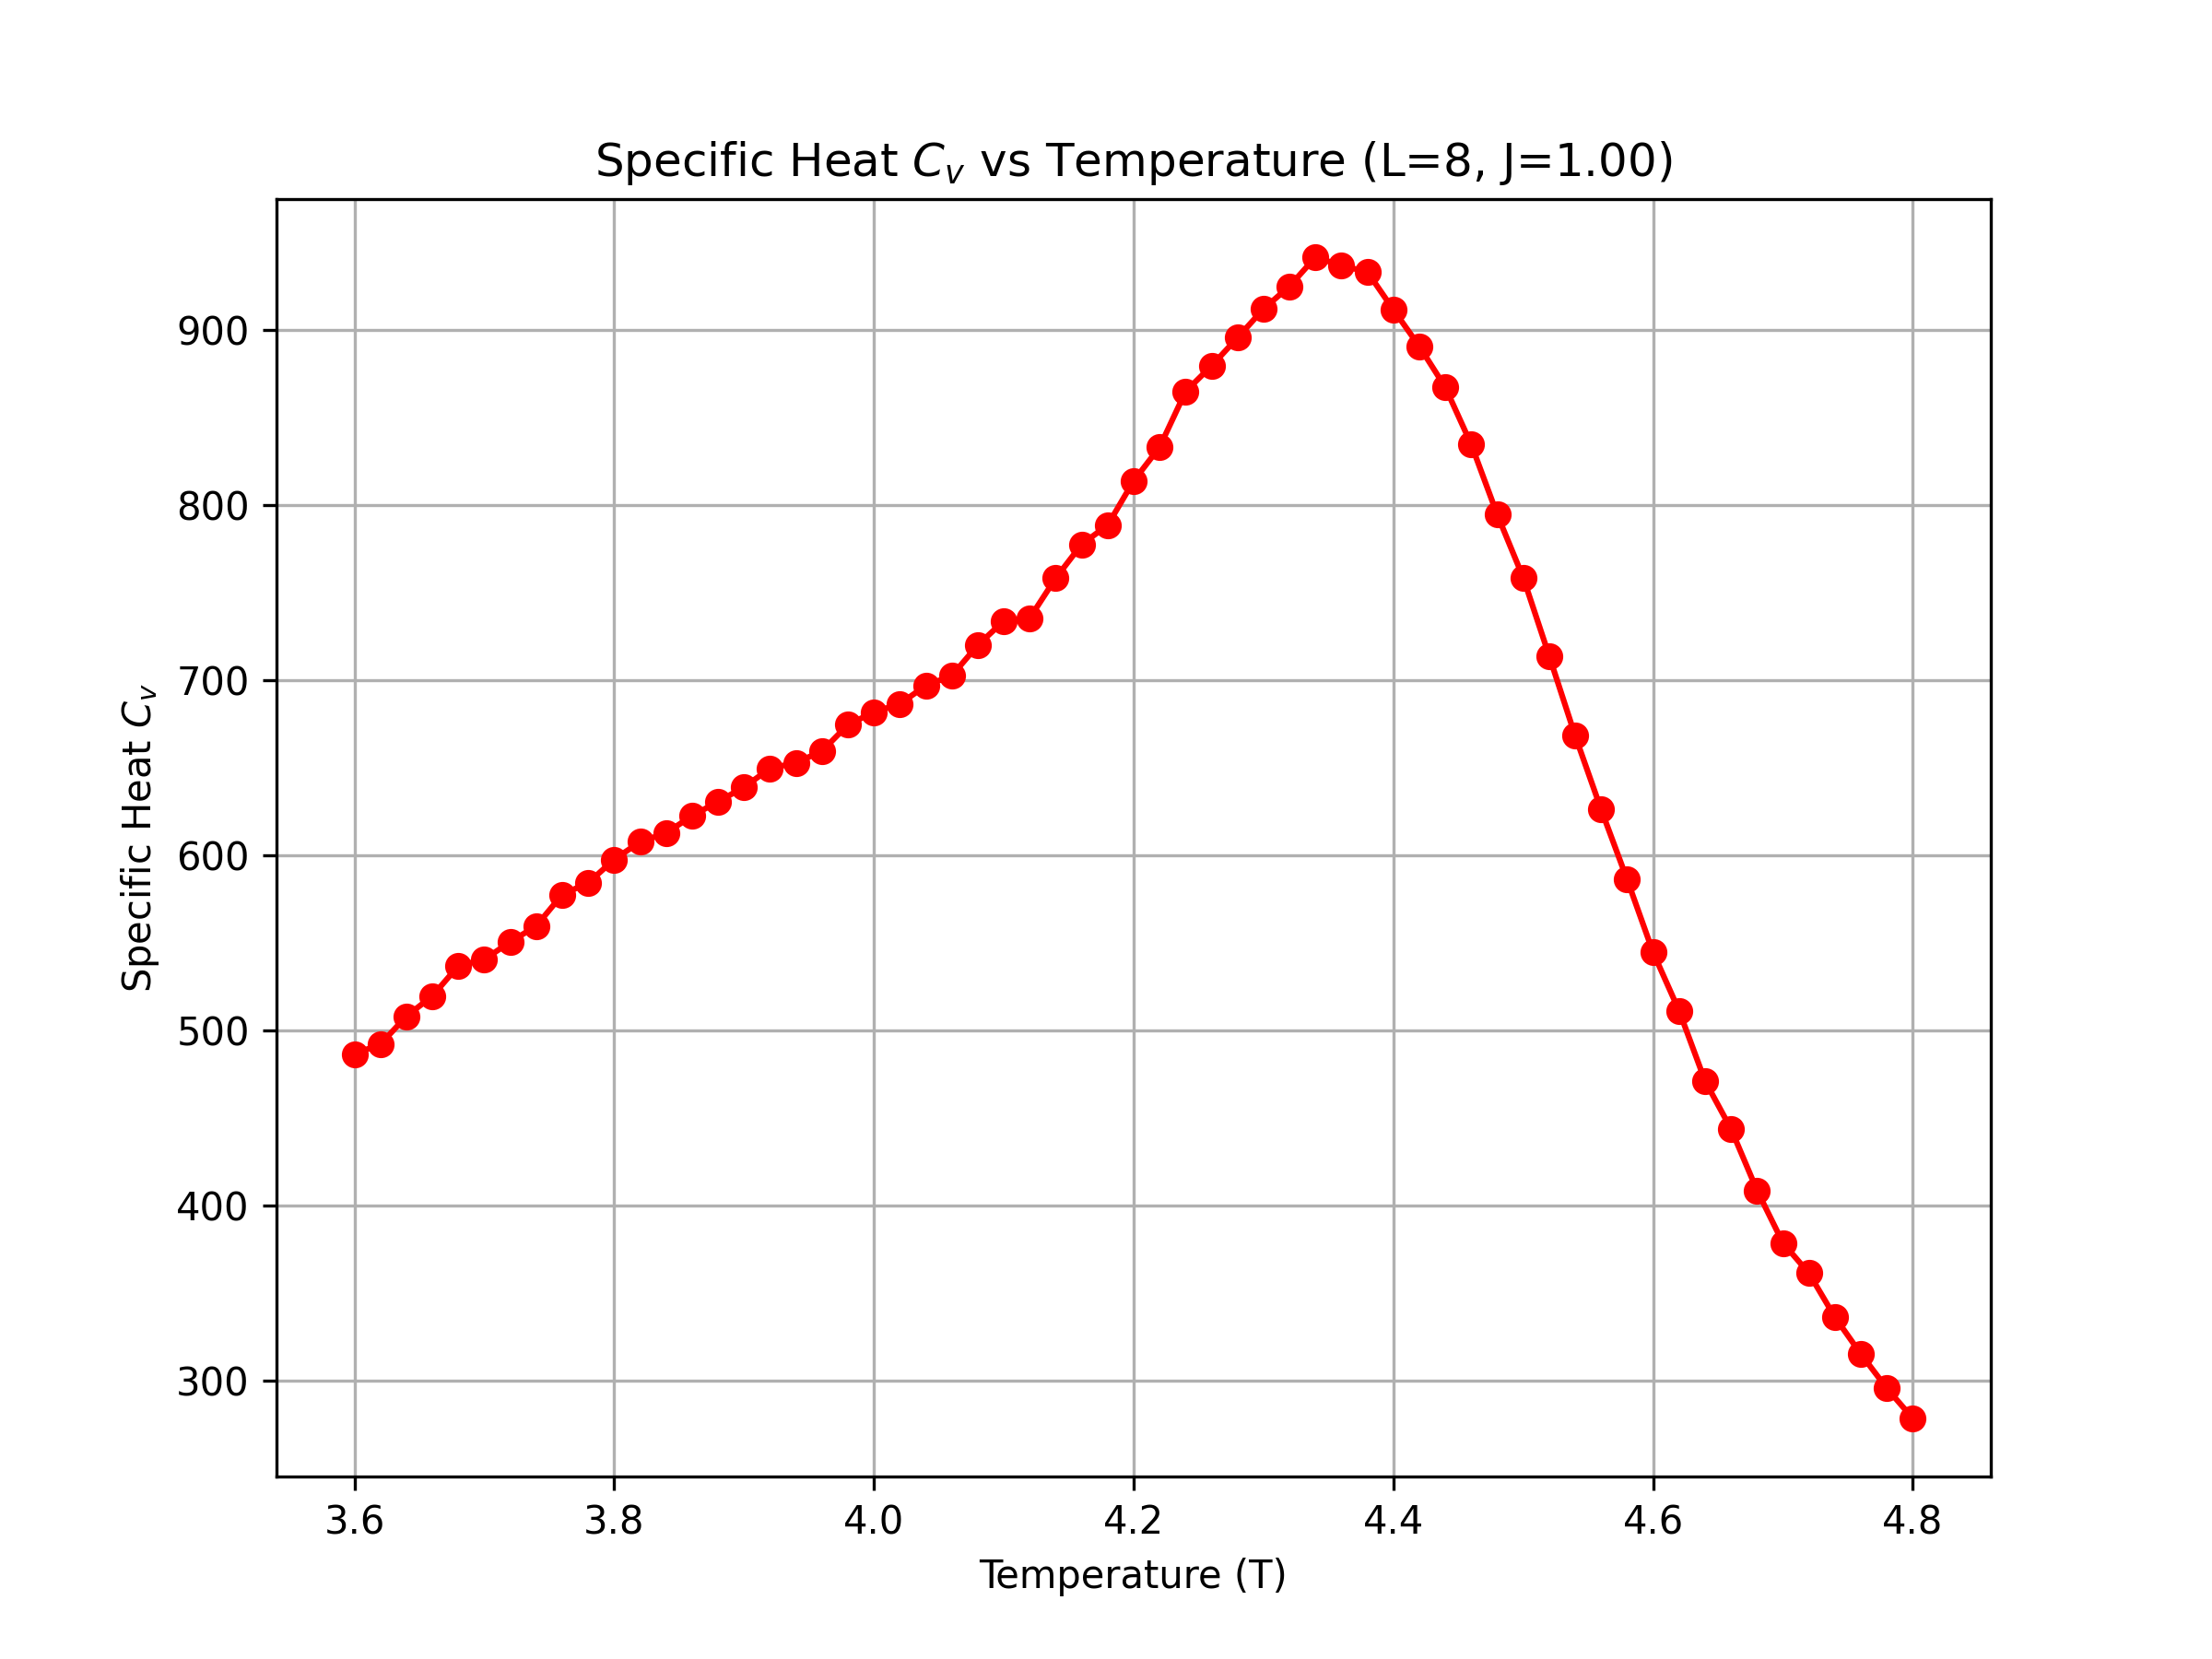 Specific Heat $C_v$ vs Temperature (L=8, J=1.00)
Specific Heat $C_v$
900
800
700
600
500
400
300
3.6 3.8 4.0 4.2 4.4 4.6 4.8
Temperature (T)